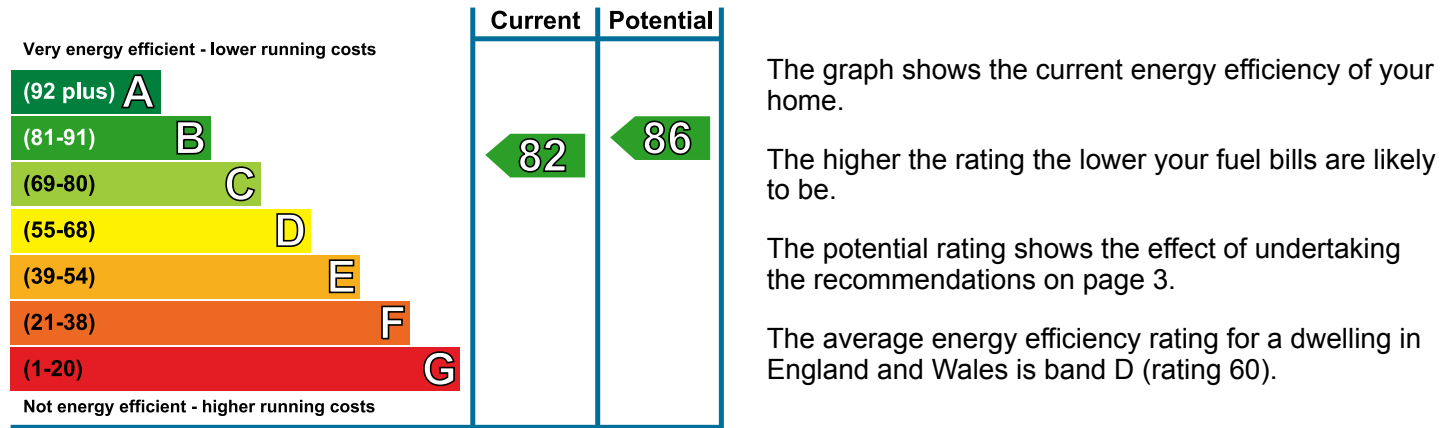 Current Potential
Very energy efficient - lower running costs
(92 plus) A
(81-91) B
(69-80) C
(55-68) D
(39-54) E
(21-38) F
(1-20) G
Not energy efficient - higher running costs
82
86
The graph shows the current energy efficiency of your
home.
The higher the rating the lower your fuel bills are likely
to be.
The potential rating shows the effect of undertaking
the recommendations on page 3.
The average energy efficiency rating for a dwelling in
England and Wales is band D (rating 60).